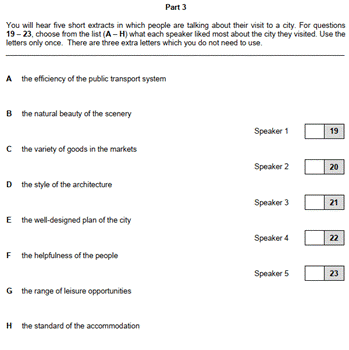 Part 3
You will hear five short extracts in which people are talking about their visit to a city. For questions
19 – 23, choose from the list (A – H) what each speaker liked most about the city they visited. Use the
letters only once. There are three extra letters which you do not need to use.
A the efficiency of the public transport system
B the natural beauty of the scenery
Speaker 1 19
C the variety of goods in the markets
Speaker 2 20
D the style of the architecture
Speaker 3 21
E the well-designed plan of the city
Speaker 4 22
F the helpfulness of the people
Speaker 5 23
G the range of leisure opportunities
H the standard of the accommodation